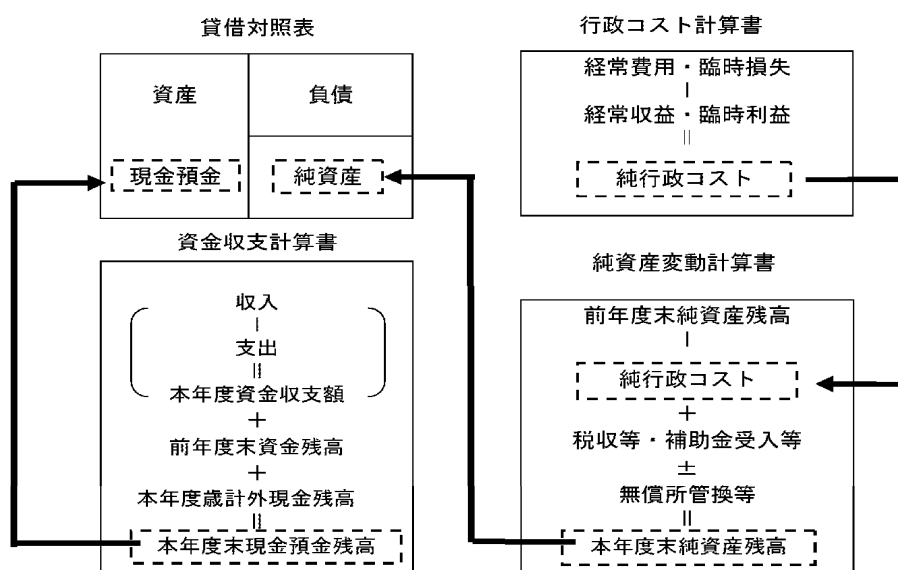 貸借対照表
資産
負債
現金預金
純資産
行政コスト計算書
経常費用・臨時損失
−
経常収益・臨時利益
=
純行政コスト
資金収支計算書
収入
−
支出
=
本年度資金収支額
+
前年度末資金残高
+
本年度歳計外現金残高
=
本年度末現金預金残高
純資産変動計算書
前年度末純資産残高
−
純行政コスト
+
税収等・補助金受入等
±
無償所管換等
=
本年度末純資産残高